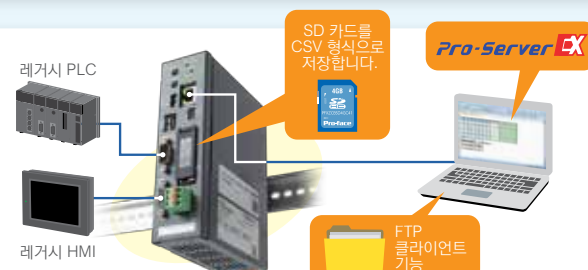 SD 카드를
CSV 형식으로
저장합니다.
4GB
Pro-face
Pro-Server EX
레거시 PLC
레거시 HMI
FTP
클라이언트
기능